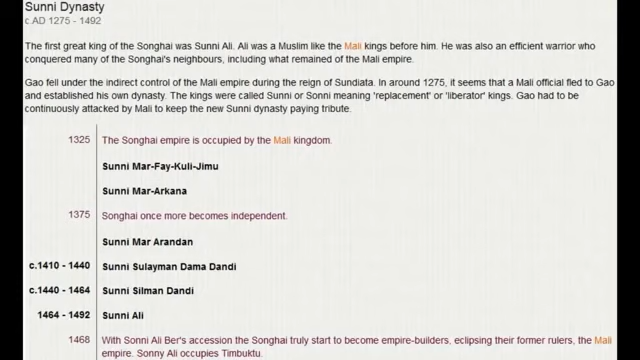 Sunni Dynasty
c.AD 1275 - 1492
The first great king of the Songhai was Sunni Ali. Ali was a Muslim like the Mali kings before him. He was also an efficient warrior who
conquered many of the Songhai's neighbours, including what remained of the Mali empire.
Gao fell under the indirect control of the Mali empire during the reign of Sundiata. In around 1275, it seems that a Mali official fled to Gao
and established his own dynasty. The kings were called Sunni or Sonni meaning 'replacement' or 'liberator' kings. Gao had to be
continuously attacked by Mali to keep the new Sunni dynasty paying tribute.
1325 The Songhai empire is occupied by the Mali kingdom.
Sunni Mar-Fay-Kuli-Jimu
Sunni Mar-Arkana
1375 Songhai once more becomes independent.
Sunni Mar Arandan
c.1410 - 1440 Sunni Sulayman Dama Dandi
c.1440 - 1464 Sunni Silman Dandi
1464 - 1492 Sunni Ali
1468 With Sonni Ali Ber's accession the Songhai truly start to become empire-builders, eclipsing their former rulers, the Mali
empire. Sonny Ali occupies Timbuktu.